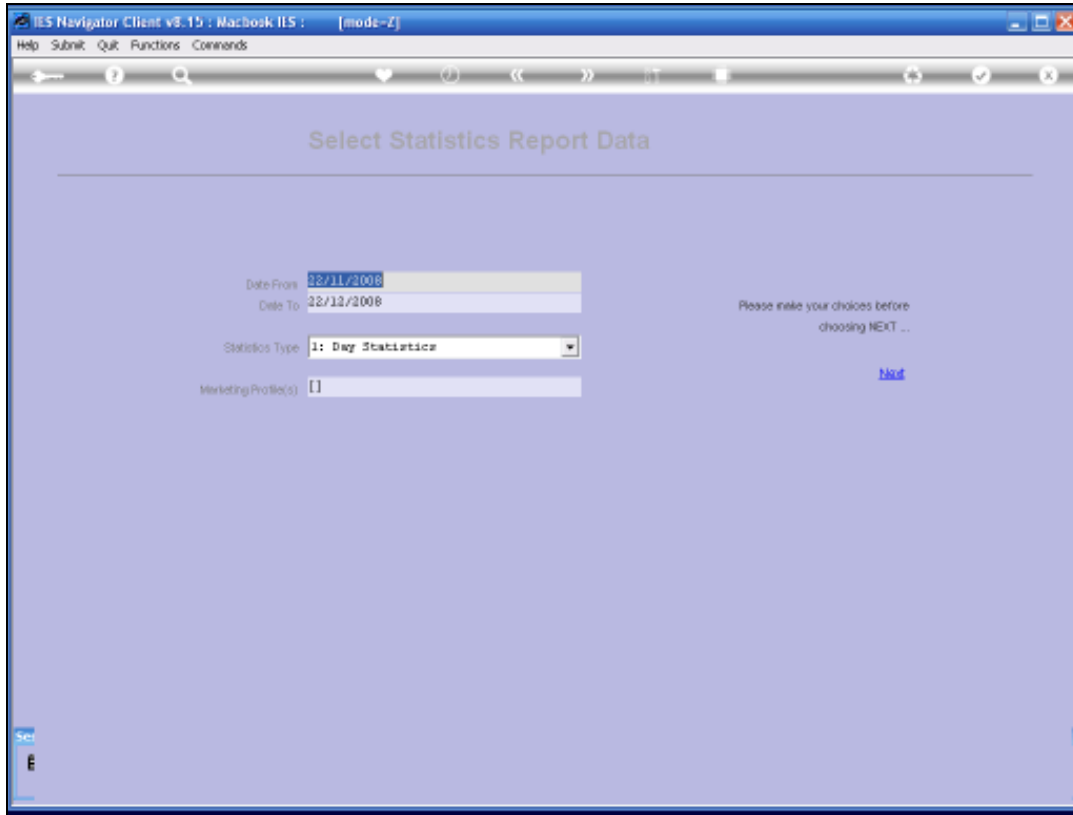 IES Navigator Client v8.1b : Macbook IES : [mode-Z]
Help Submit Quit Functions Commands
Select Statistics Report Data
Date From 22/11/2008
Date To 22/12/2008
Please make your choices before
choosing NEXT ...
Statistics Type 1: Day Statistics
Next
Marketing Profile(s) []
Ses